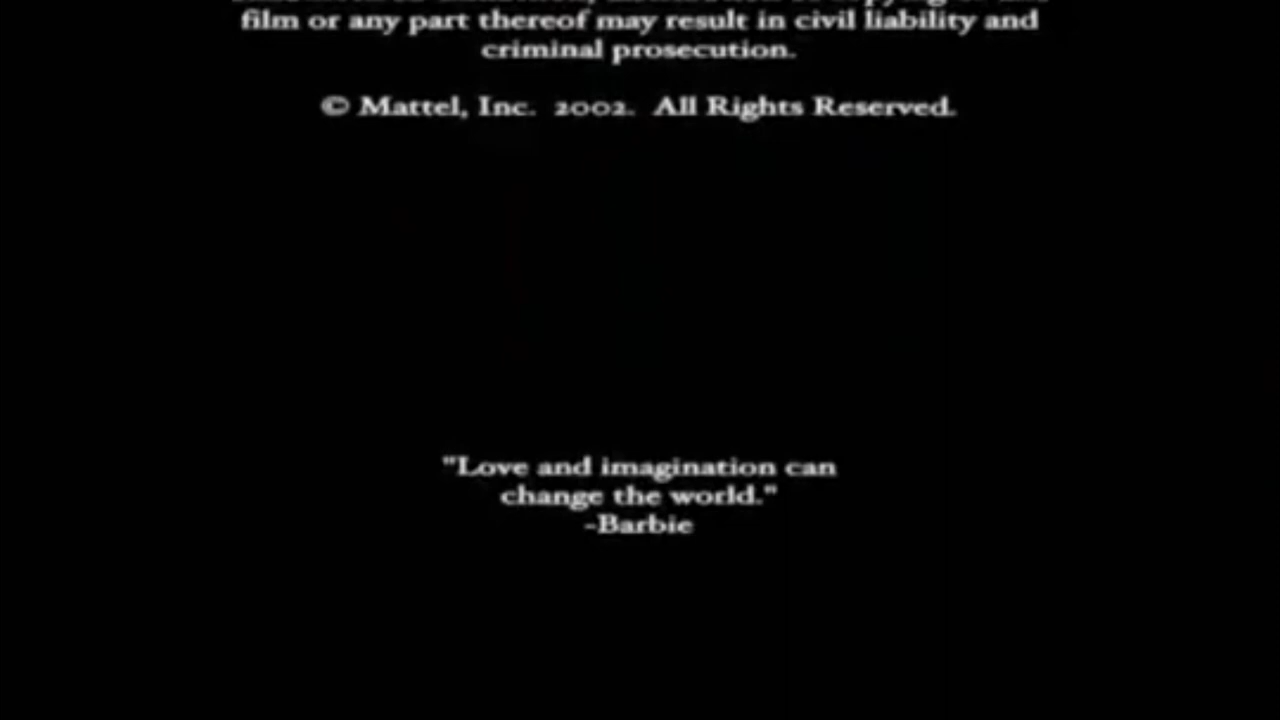 film or any part thereof may result in civil liability and
criminal prosecution.
© Mattel, Inc. 2002. All Rights Reserved.
"Love and imagination can
change the world."
-Barbie